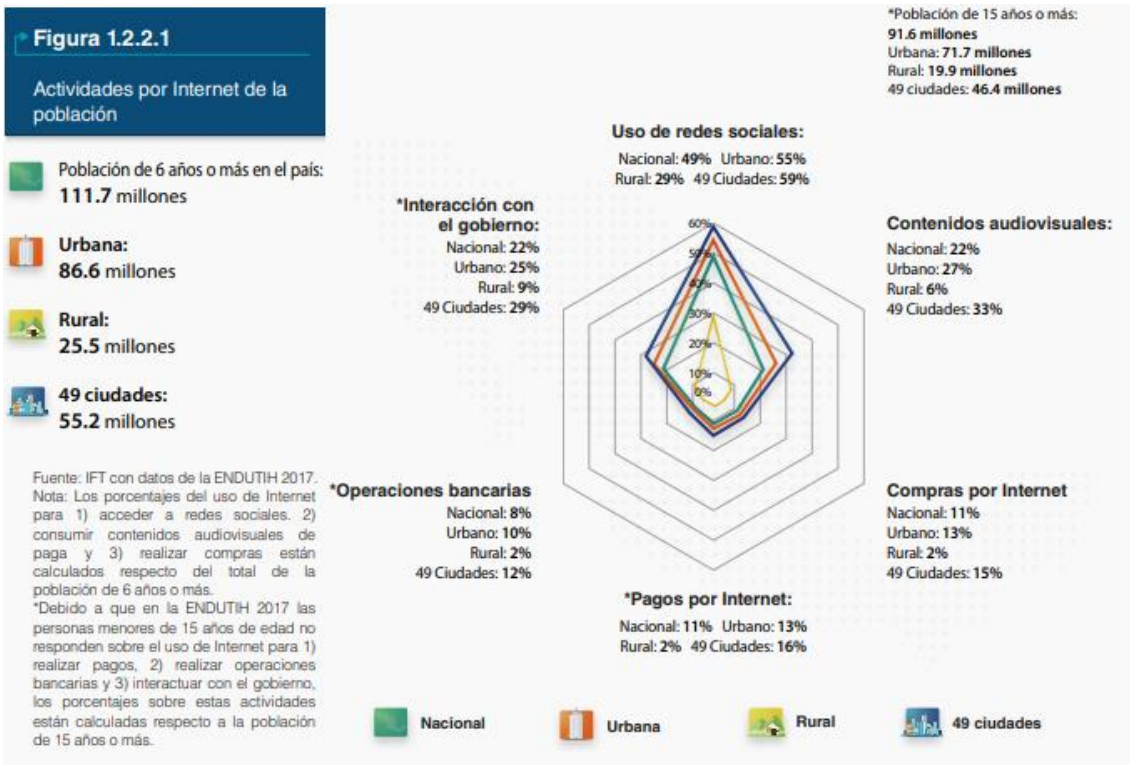 Figura 1.2.2.1
Actividades por Internet de la
población
Población de 6 años o más en el país:
111.7 millones
Urbana:
86.6 millones
Rural:
25.5 millones
49 ciudades:
55.2 millones
Fuente: IFT con datos de la ENDUTIH 2017.
Nota: Los porcentajes del uso de Internet
para 1) acceder a redes sociales. 2)
consumir contenidos audiovisuales de
paga y 3) realizar compras están
calculados respecto del total de la
población de 6 años o más.
*Debido a que en la ENDUTIH 2017 las
personas menores de 15 años de edad no
responden sobre el uso de Internet para 1)
realizar pagos, 2) realizar operaciones
bancarias y 3) interactuar con el gobierno,
los porcentajes sobre estas actividades
están calculadas respecto a la población
de 15 años o más.
*Población de 15 años o más:
91.6 millones
Urbana: 71.7 millones
Rural: 19.9 millones
49 ciudades: 46.4 millones
Uso de redes sociales:
Nacional: 49% Urbano: 55%
Rural: 29% 49 Ciudades: 59%
*Interacción con
el gobierno:
Nacional: 22%
Urbano: 25%
Rural: 9%
49 Ciudades: 29%
Contenidos audiovisuales:
Nacional: 22%
Urbano: 27%
Rural: 6%
49 Ciudades: 33%
60%
50%
40%
30%
20%
10%
0%
*Operaciones bancarias
Nacional: 8%
Urbano: 10%
Rural: 2%
49 Ciudades: 12%
Compras por Internet
Nacional: 11%
Urbano: 13%
Rural: 2%
49 Ciudades: 15%
*Pagos por Internet:
Nacional: 11% Urbano: 13%
Rural: 2% 49 Ciudades: 16%
Nacional
Urbana
Rural
49 ciudades